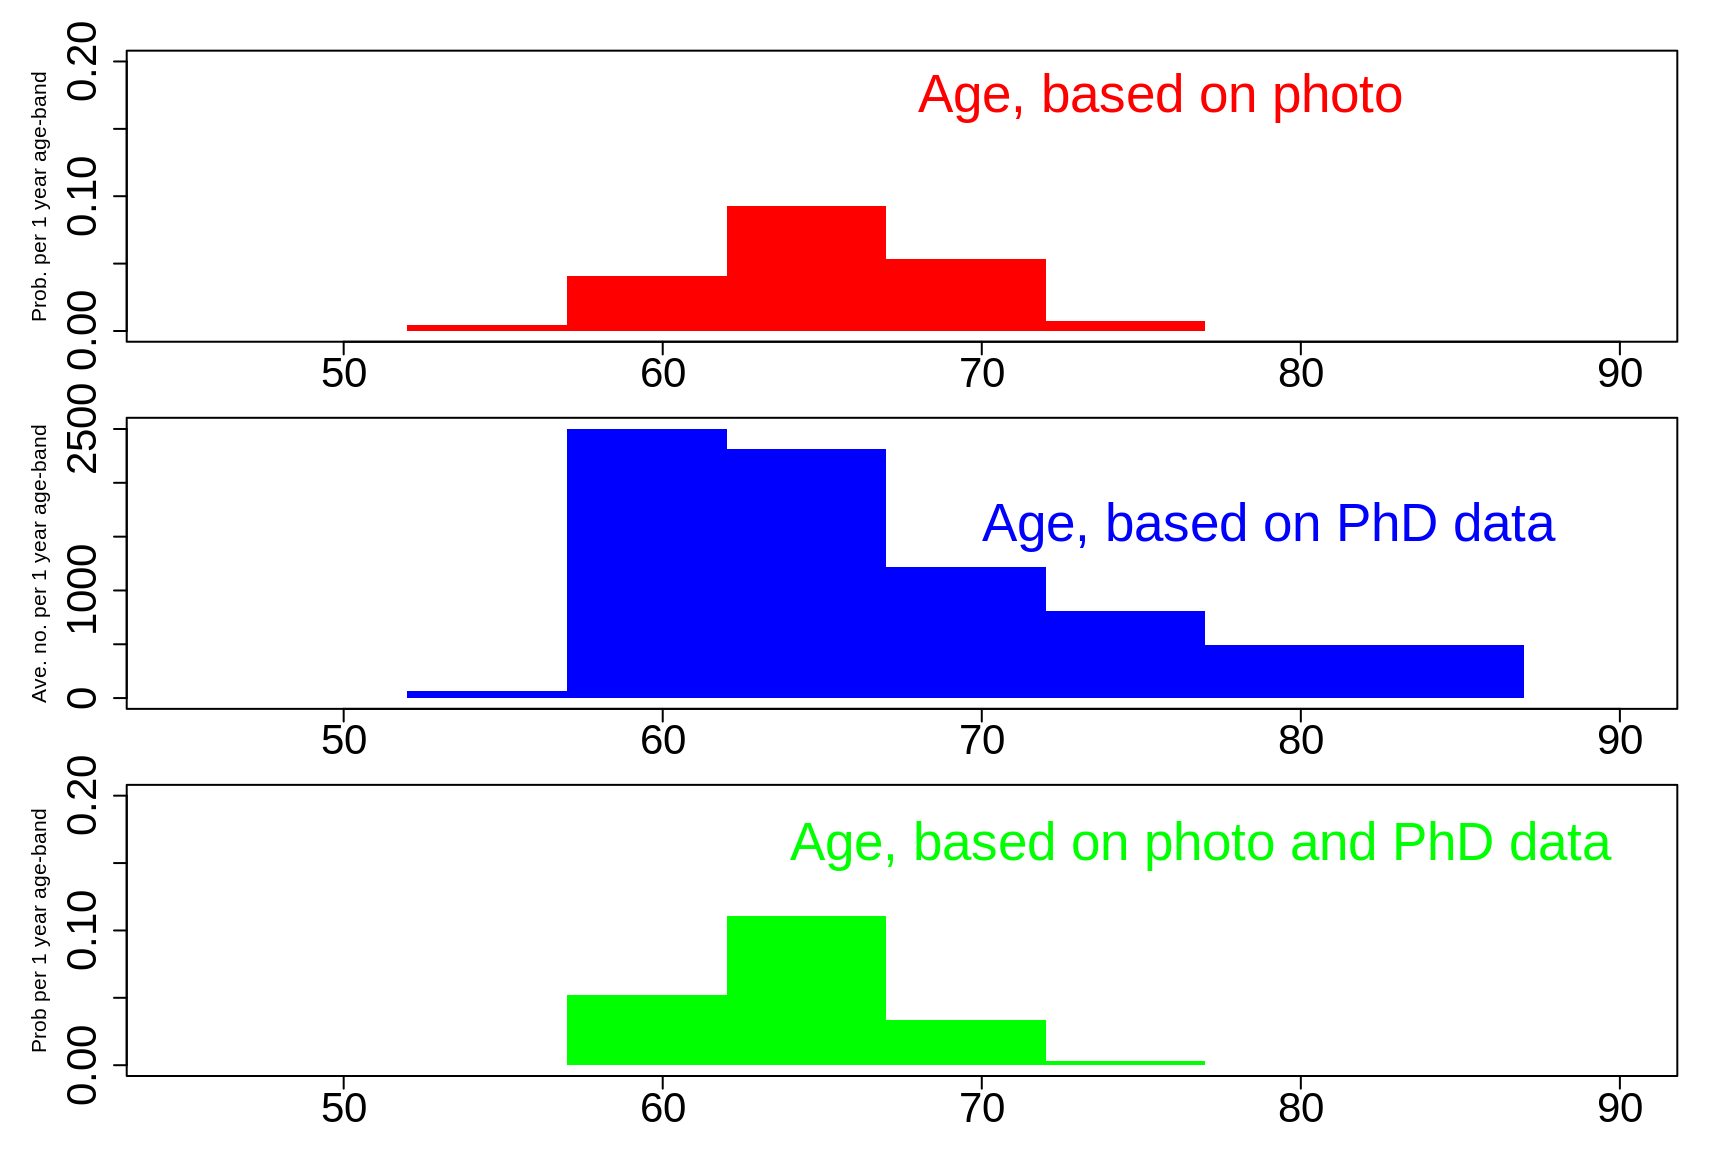 Prob. per 1 year age-band
0.00 0.10 0.20
Age, based on photo
50 60 70 80 90
Ave. no. per 1 year age-band
0 1000 2500
Age, based on PhD data
50 60 70 80 90
Prob per 1 year age-band
0.00 0.10 0.20
Age, based on photo and PhD data
50 60 70 80 90